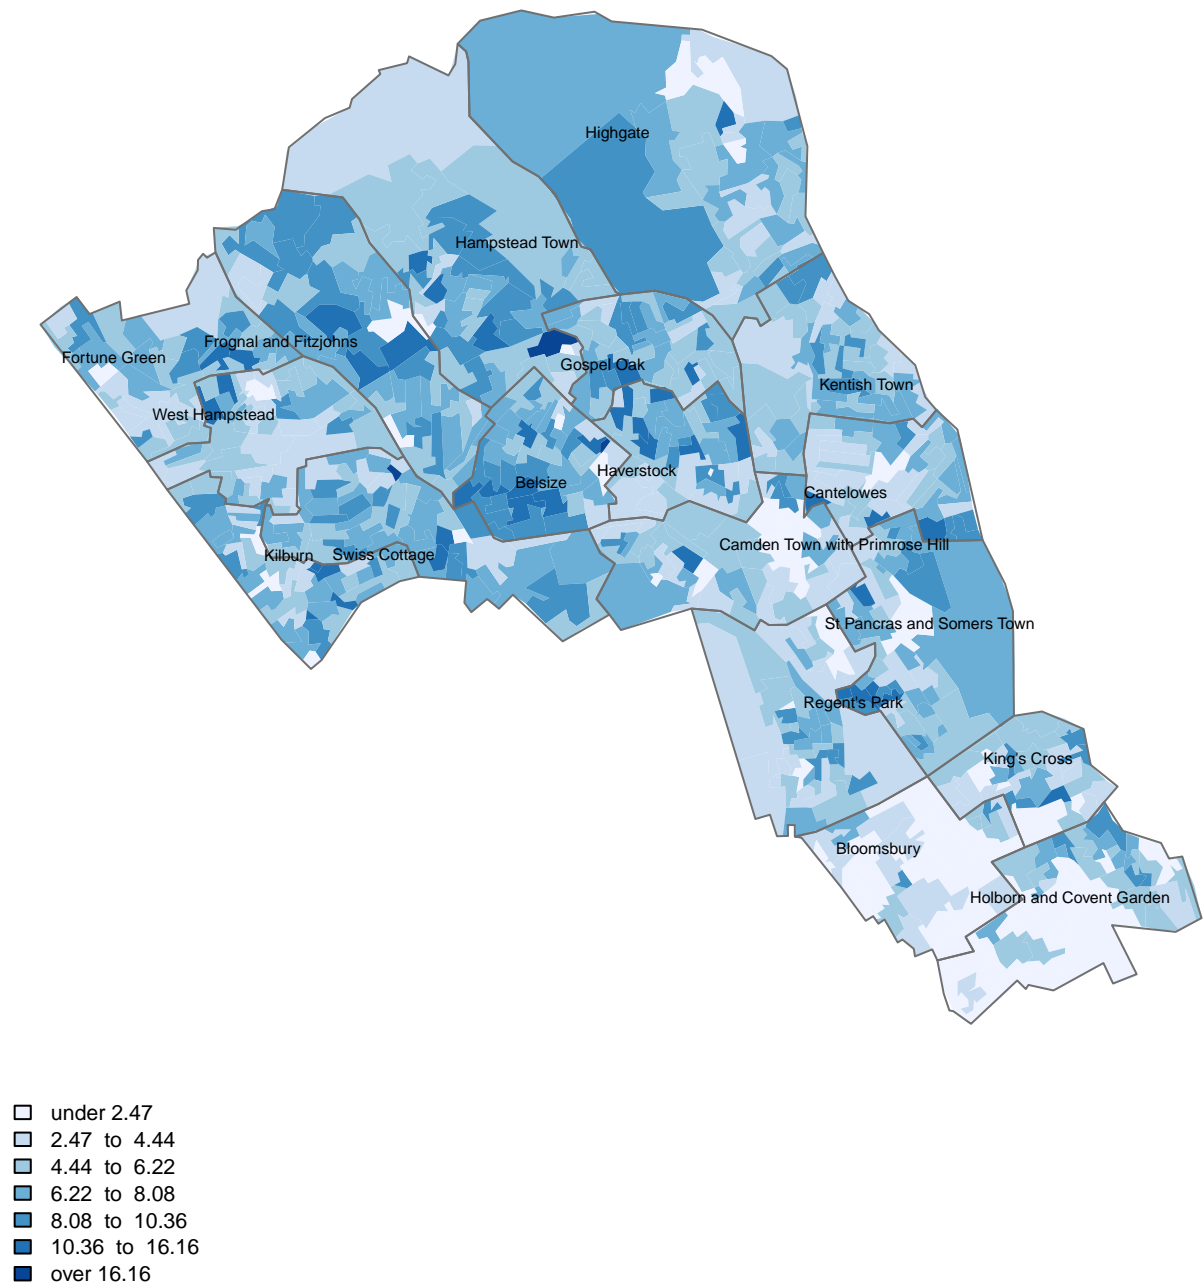 Highgate
Hampstead Town
Frognal and Fitzjohns
Fortune Green
Gospel Oak
Kentish Town
West Hampstead
Haverstock
Belsize
Cantelowes
Camden Town with Primrose Hill
Kilburn
Swiss Cottage
St Pancras and Somers Town
Regent's Park
King's Cross
Bloomsbury
Holborn and Covent Garden
under 2.47
2.47 to 4.44
4.44 to 6.22
6.22 to 8.08
8.08 to 10.36
10.36 to 16.16
over 16.16